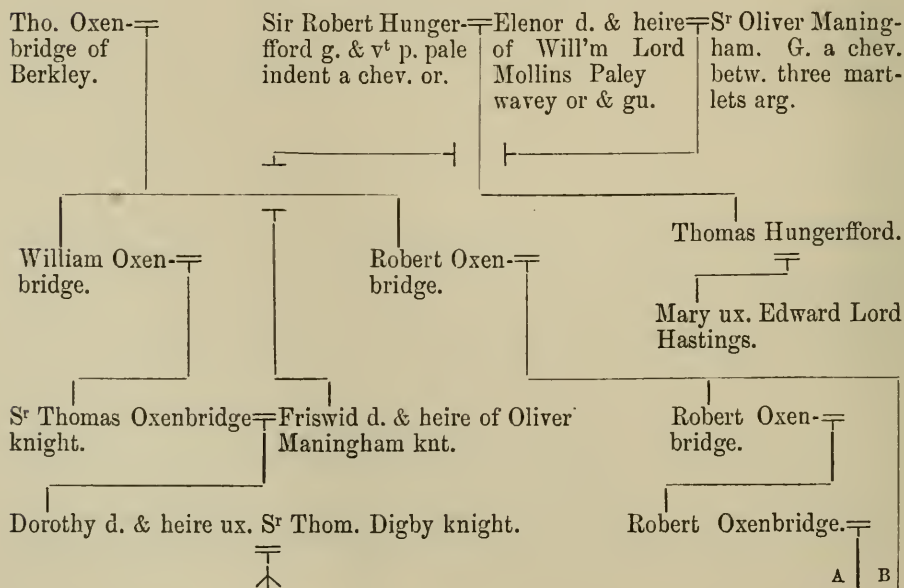 Tho. Oxen-
bridge of
Berkley.
Sir Robert Hunger-
fford g. & vt p. pale
indent a chev. or.
Elenor d. & heire
of Will'm Lord
Mollins Paley
wavey or & gu.
Sr Oliver Maning-
ham. G. a chev.
betw. three mart-
lets arg.
William Oxen-
bridge.
Robert Oxen-
bridge.
Thomas Hungerfford.
Mary ux. Edward Lord
Hastings.
Sr Thomas Oxenbridge
knight.
Friswid d. & heire of Oliver
Maningham knt.
Robert Oxen-
bridge.
Dorothy d. & heire ux. Sr Thom. Digby knight.
Robert Oxenbridge.
A B